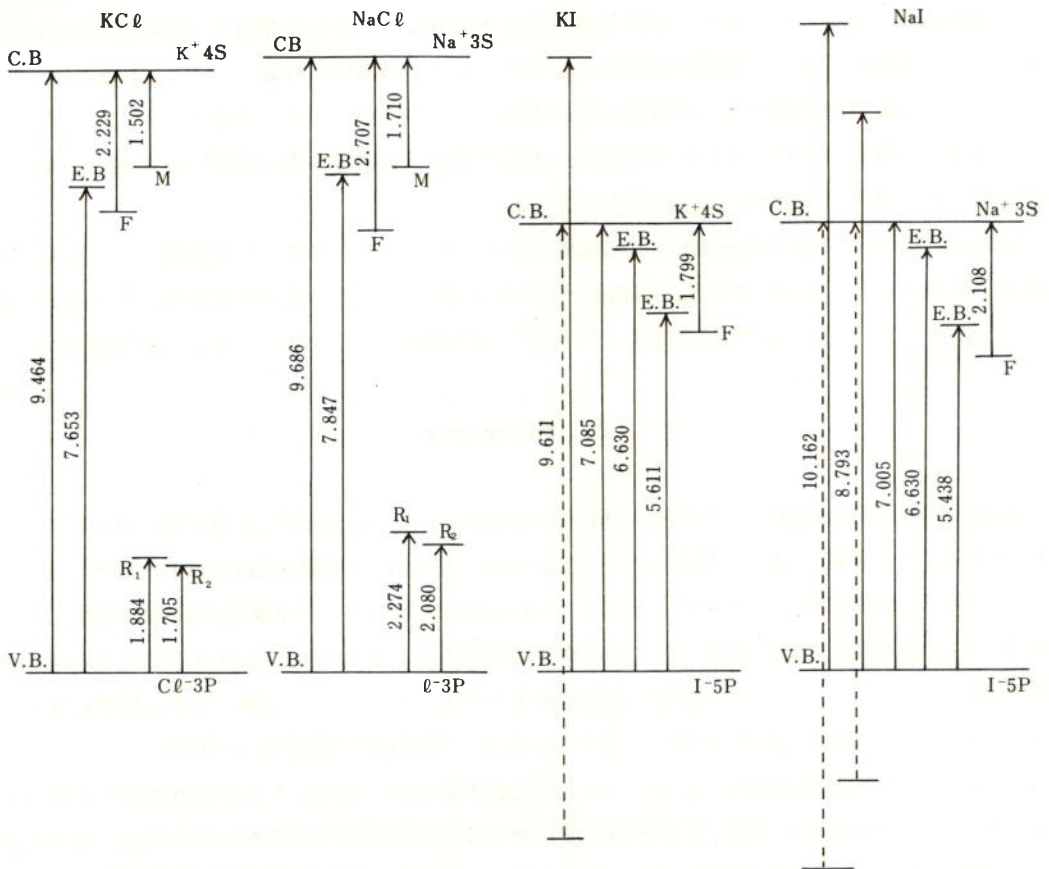 KCℓ
NaCℓ
KI
NaI
C.B
K⁺4S
2.229
1.502
E.B
M
F
9.464
7.653
R₁
R₂
1.884
1.705
V.B.
Cℓ-3P
CB
Na⁺3S
2.707
1.710
E.B
M
F
9.686
7.847
R₁
R₂
2.274
2.080
V.B.
ℓ-3P
C.B.
K⁺4S
E.B.
1.799
E.B.
F
9.611
7.085
6.630
5.611
V.B.
I-5P
C.B.
Na⁺3S
E.B.
2.108
E.B.
F
10.162
8.793
7.005
6.630
5.438
V.B.
I-5P